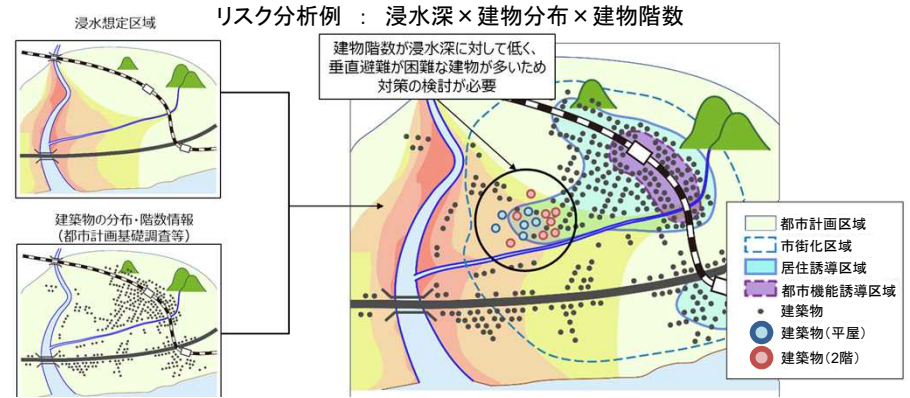 リスク分析例 ： 浸水深×建物分布×建物階数
浸水想定区域
建物階数が浸水深に対して低く、
垂直避難が困難な建物が多いため
対策の検討が必要
建築物の分布・階数情報
（都市計画基礎調査等）
都市計画区域
市街化区域
居住誘導区域
都市機能誘導区域
建築物
建築物（平屋）
建築物（2階）